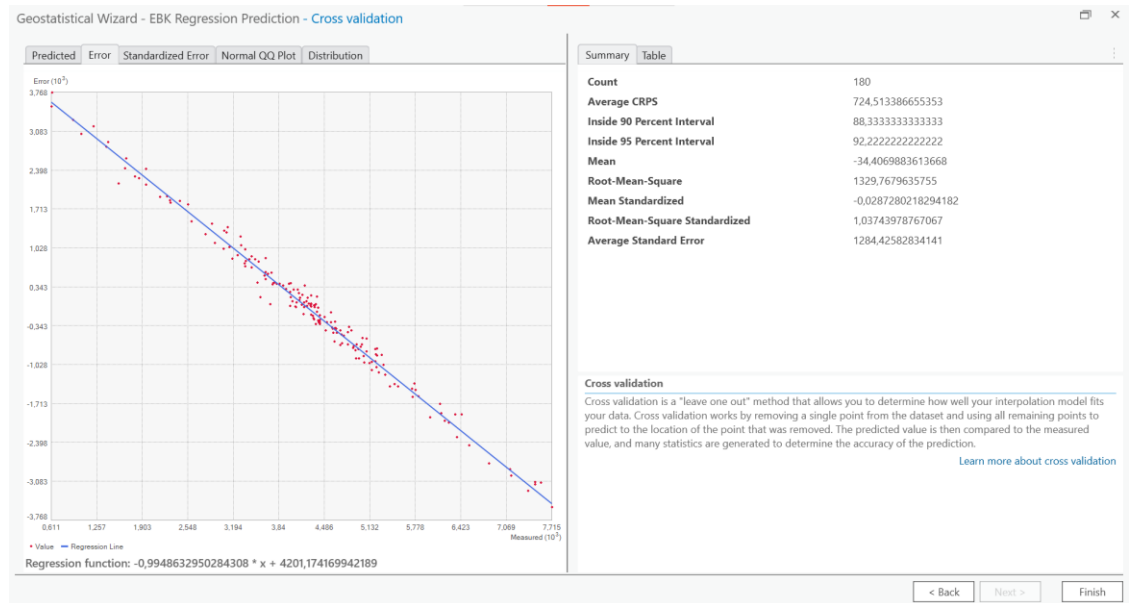 Geostatistical Wizard - EBK Regression Prediction - Cross validation
Predicted Error Standardized Error Normal QQ Plot Distribution
Error (10³)
3,768
3,083
2,398
1,713
1,028
0,343
-0,343
-1,028
-1,713
-2,398
-3,083
-3,768
0,611 1,257 1,903 2,548 3,194 3,84 4,486 5,132 5,778 6,423 7,069 7,715
Measured (10³)
Value Regression Line
Regression function: -0,9948632950284308 * x + 4201,174169942189
Summary Table
Count 180
Average CRPS 724,513386655353
Inside 90 Percent Interval 88,3333333333333
Inside 95 Percent Interval 92,2222222222222
Mean -34,4069883613668
Root-Mean-Square 1329,7679635755
Mean Standardized -0,0287280218294182
Root-Mean-Square Standardized 1,03743978767067
Average Standard Error 1284,42582834141
Cross validation
Cross validation is a "leave one out" method that allows you to determine how well your interpolation model fits
your data. Cross validation works by removing a single point from the dataset and using all remaining points to
predict to the location of the point that was removed. The predicted value is then compared to the measured
value, and many statistics are generated to determine the accuracy of the prediction.
Learn more about cross validation
< Back Next > Finish